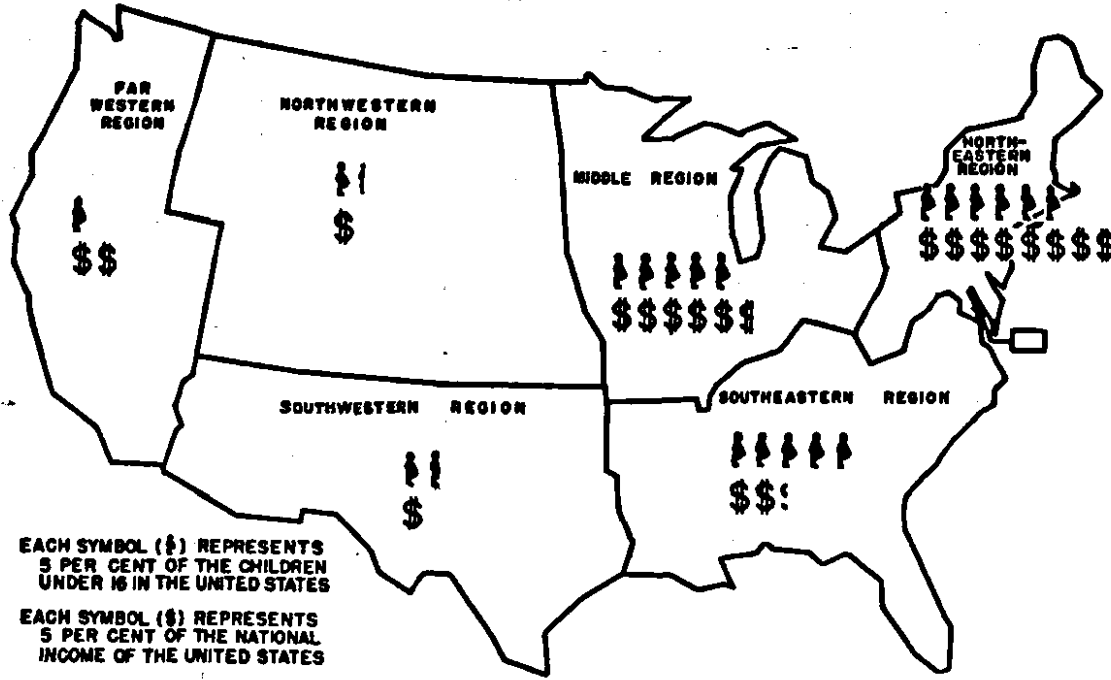 FAR
WESTERN
REGION
NORTHWESTERN
REGION
MIDDLE REGION
NORTH-
EASTERN
REGION
$ $
$
$ $ $ $ $ $
$ $ $ $ $ $ $ $
SOUTHWESTERN REGION
SOUTHEASTERN REGION
$
$ $
EACH SYMBOL ( ) REPRESENTS
5 PER CENT OF THE CHILDREN
UNDER 16 IN THE UNITED STATES
EACH SYMBOL ($) REPRESENTS
5 PER CENT OF THE NATIONAL
INCOME OF THE UNITED STATES